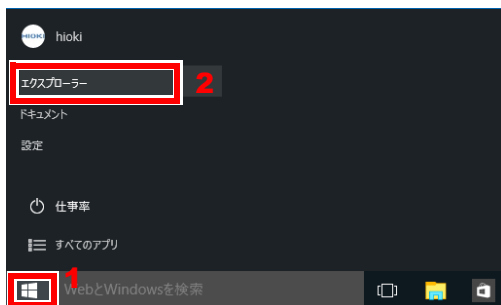 HIOKI hioki
エクスプローラー 2
ドキュメント
設定
仕事率
すべてのアプリ
1
WebとWindowsを検索